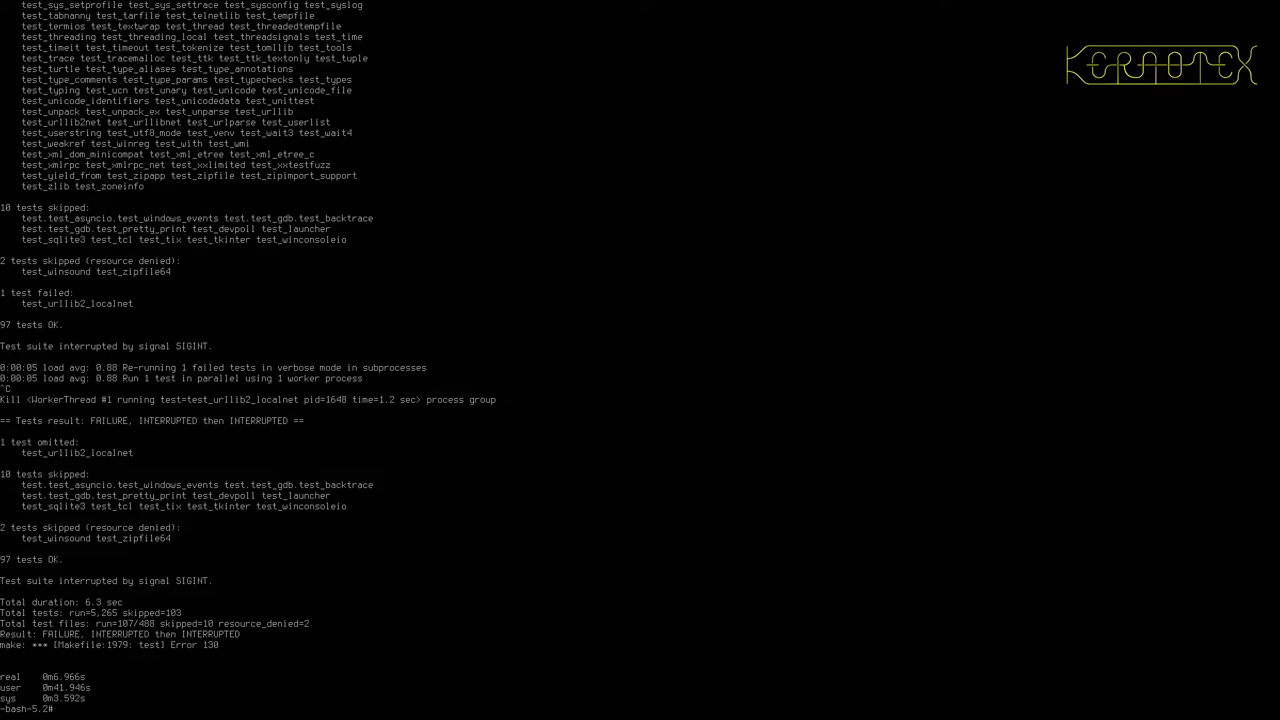 test_sys_setprofile test_sys_settrace test_sysconfig test_syslog
test_tabnanny test_tarfile test_telnetlib test_tempfile
test_termios test_textwrap test_thread test_threadedtempfile
test_threading test_threading_local test_threadsignals test_time
test_timeit test_timeout test_tokenize test_tomllib test_tools
test_trace test_tracemalloc test_ttk test_ttk_textonly test_tuple
test_turtle test_type_aliases test_type_annotations
test_type_comments test_type_params test_typechecks test_types
test_typing test_ucn test_unary test_unicode test_unicode_file
test_unicode_identifiers test_unicodedata test_unittest
test_unpack test_unpack_ex test_unparse test_urllib
test_urllib2net test_urllibnet test_urlparse test_userlist
test_userstring test_utf8_mode test_venv test_wait3 test_wait4
test_weakref test_winreg test_with test_wmi
test_xml_dom_minicompat test_xml_etree test_xml_etree_c
test_xmlrpc test_xmlrpc_net test_xxlimited test_xxtestfuzz
test_yield_from test_zipapp test_zipfile test_zipimport_support
test_zlib test_zoneinfo
10 tests skipped:
test.test_asyncio.test_windows_events test.test_gdb.test_backtrace
test.test_gdb.test_pretty_print test_devpoll test_launcher
test_sqlite3 test_tcl test_tix test_tkinter test_winconsoleio
2 tests skipped (resource denied):
test_winsound test_zipfile64
1 test failed:
test_urllib2_localnet
97 tests OK.
Test suite interrupted by signal SIGINT.
0:00:05 load avg: 0.88 Re-running 1 failed tests in verbose mode in subprocesses
0:00:05 load avg: 0.88 Run 1 test in parallel using 1 worker process
^C
Kill <WorkerThread #1 running test=test_urllib2_localnet pid=1648 time=1.2 sec> process group
== Tests result: FAILURE, INTERRUPTED then INTERRUPTED ==
1 test omitted:
test_urllib2_localnet
10 tests skipped:
test.test_asyncio.test_windows_events test.test_gdb.test_backtrace
test.test_gdb.test_pretty_print test_devpoll test_launcher
test_sqlite3 test_tcl test_tix test_tkinter test_winconsoleio
2 tests skipped (resource denied):
test_winsound test_zipfile64
97 tests OK.
Test suite interrupted by signal SIGINT.
Total duration: 6.3 sec
Total tests: run=5,265 skipped=103
Total test files: run=107/488 skipped=10 resource_denied=2
Result: FAILURE, INTERRUPTED then INTERRUPTED
make: *** [Makefile:1979: test] Error 130
real 0m6.966s
user 0m41.946s
sys 0m3.592s
-bash-5.2#